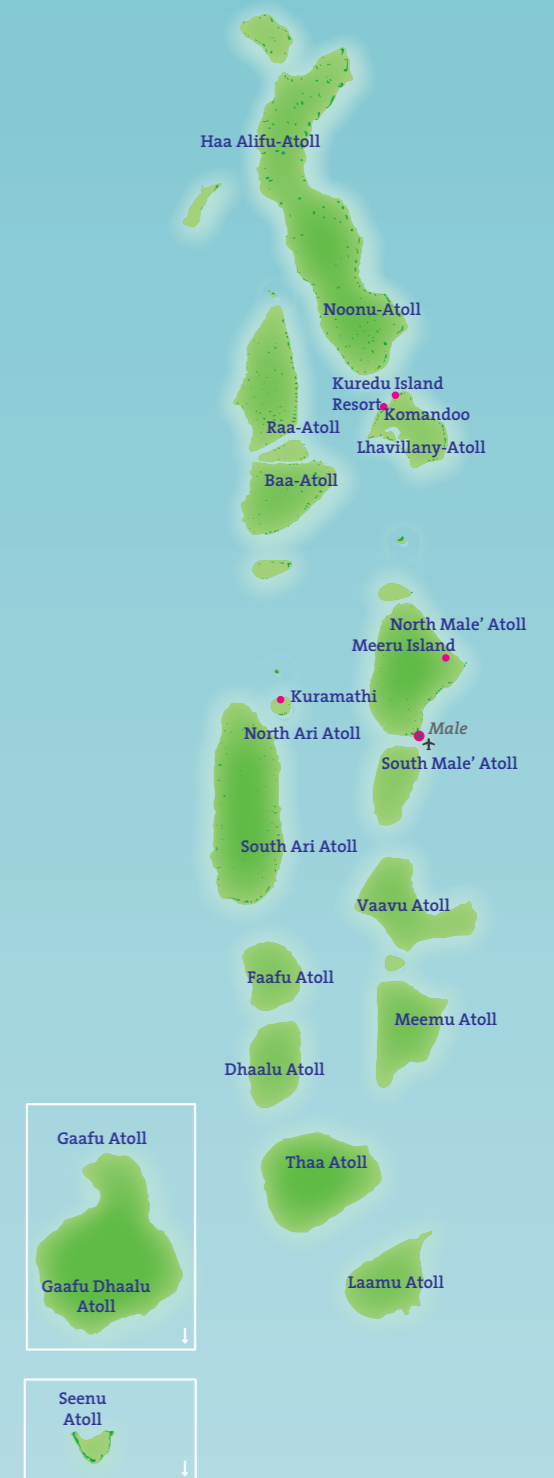 Haa Alifu-Atoll
Noonu-Atoll
Kuredu Island
Resort
Komandoo
Raa-Atoll
Lhavillany-Atoll
Baa-Atoll
North Male' Atoll
Meeru Island
Kuramathi
Male
North Ari Atoll
South Male' Atoll
South Ari Atoll
Vaavu Atoll
Faafu Atoll
Meemu Atoll
Dhaalu Atoll
Gaafu Atoll
Thaa Atoll
Gaafu Dhaalu
Atoll
Laamu Atoll
Seenu
Atoll